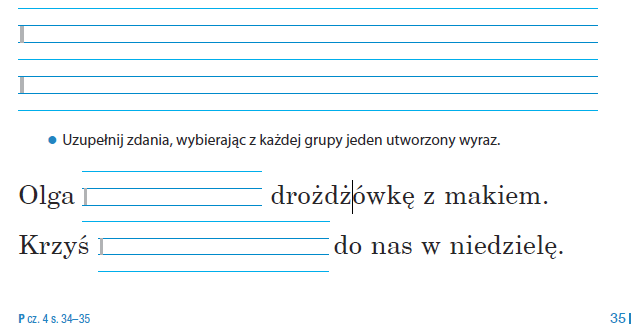 ● Uzupełnij zdania, wybierając z każdej grupy jeden utworzony wyraz.
Olga drożdżówkę z makiem.
Krzyś do nas w niedzielę.
P cz. 4 s. 34–35
35